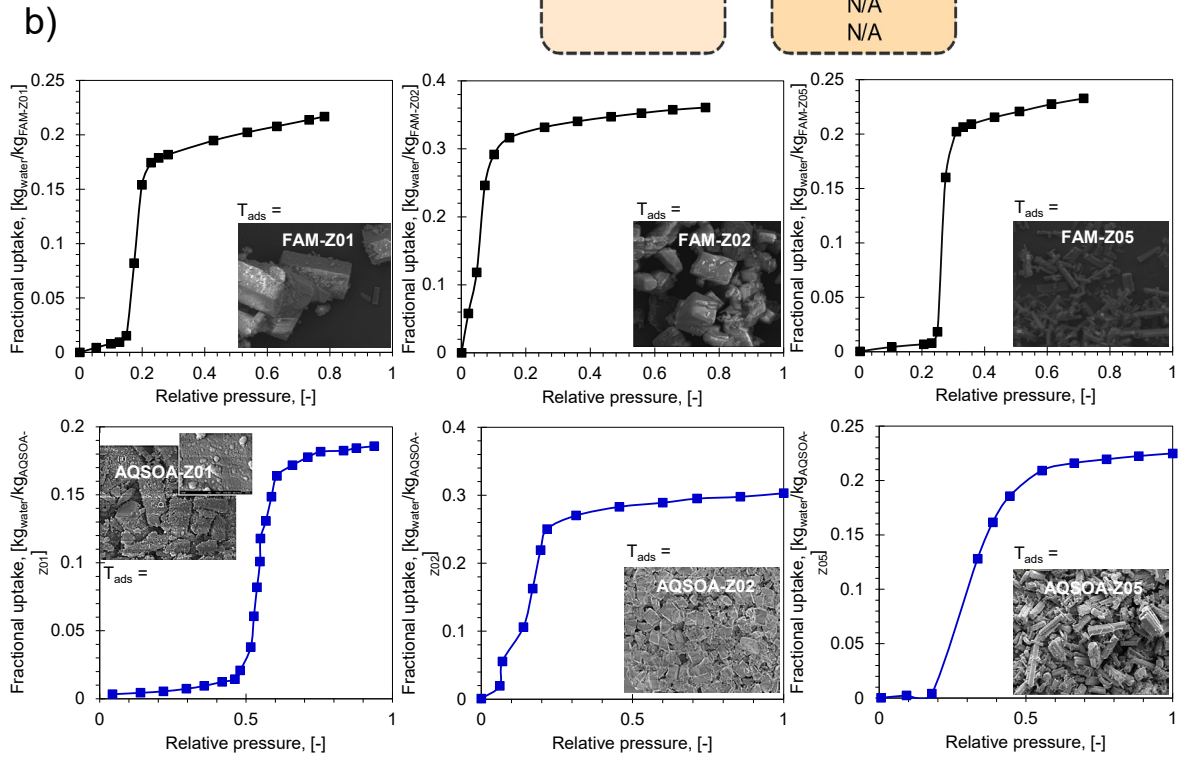 N/A
b)
N/A
0.25
0.2
0.15
0.1
0.05
0
Fractional uptake, [kgwater/kgFAM-Z01]
Tads =
FAM-Z01
0 0.2 0.4 0.6 0.8 1
Relative pressure, [-]
0.4
0.3
0.2
0.1
0
Fractional uptake, [kgwater/kgFAM-Z02]
Tads =
FAM-Z02
0 0.2 0.4 0.6 0.8 1
Relative pressure, [-]
0.25
0.2
0.15
0.1
0.05
0
Fractional uptake, [kgwater/kgFAM-Z05]
Tads =
FAM-Z05
0 0.2 0.4 0.6 0.8 1
Relative pressure, [-]
0.2
0.15
0.1
0.05
0
Fractional uptake, [kgwater/kgAQSOA-
Z01]
AQSOA-Z01
Tads =
0 0.5 1
Relative pressure, [-]
0.4
0.3
0.2
0.1
0
Fractional uptake, [kgwater/kgAQSOA-
Z02]
Tads =
AQSOA-Z02
0 0.5 1
Relative pressure, [-]
0.25
0.2
0.15
0.1
0.05
0
Fractional uptake, [kgwater/kgAQSOA-
Z05]
Tads =
AQSOA-Z05
0 0.5 1
Relative pressure, [-]